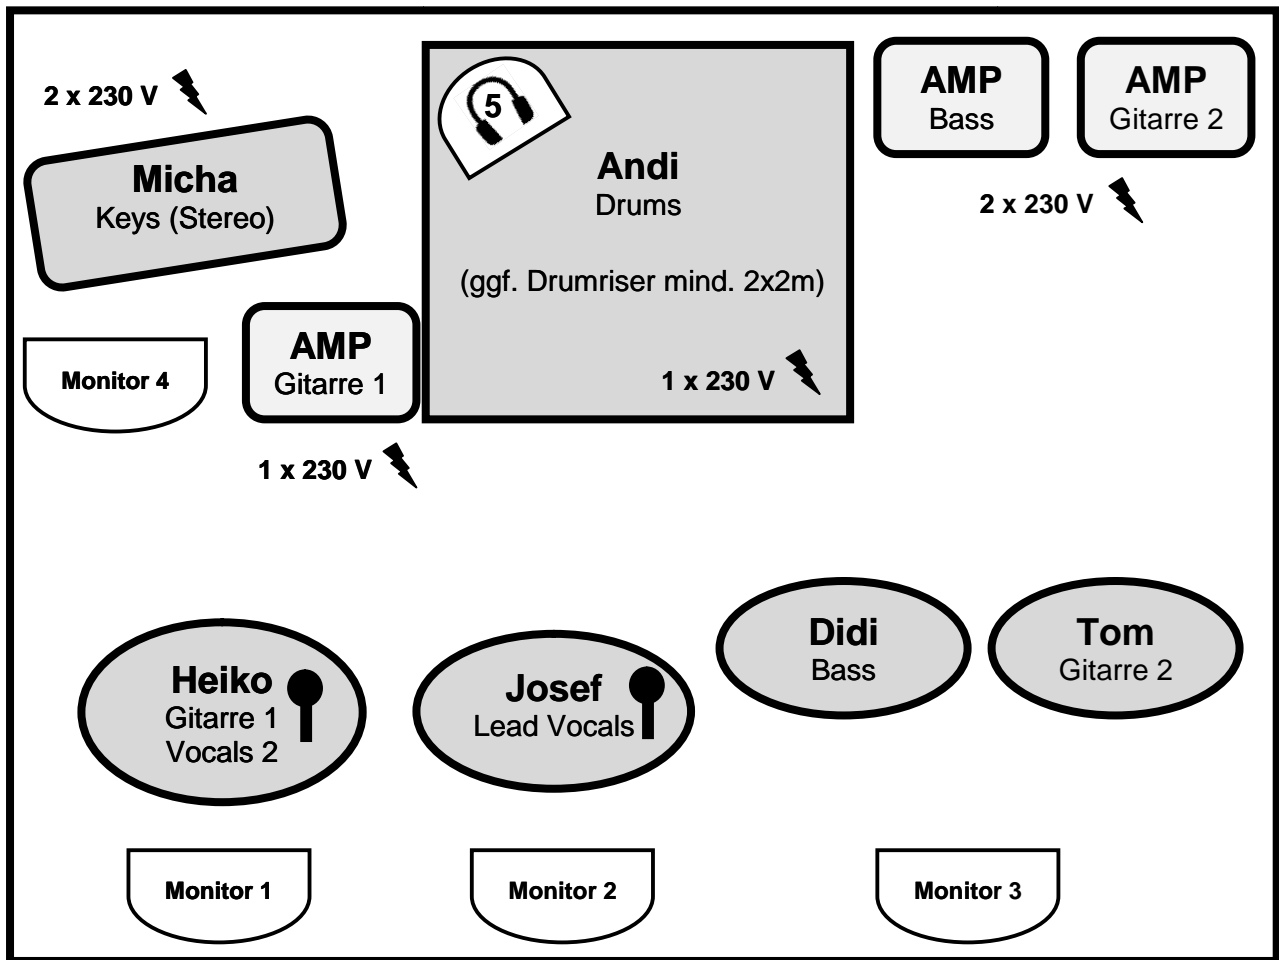 2 x 230 V
Micha
Keys (Stereo)
5
Andi
Drums
(ggf. Drumriser mind. 2x2m)
1 x 230 V
AMP
Bass
AMP
Gitarre 2
2 x 230 V
Monitor 4
AMP
Gitarre 1
1 x 230 V
Heiko
Gitarre 1
Vocals 2
Josef
Lead Vocals
Didi
Bass
Tom
Gitarre 2
Monitor 1
Monitor 2
Monitor 3